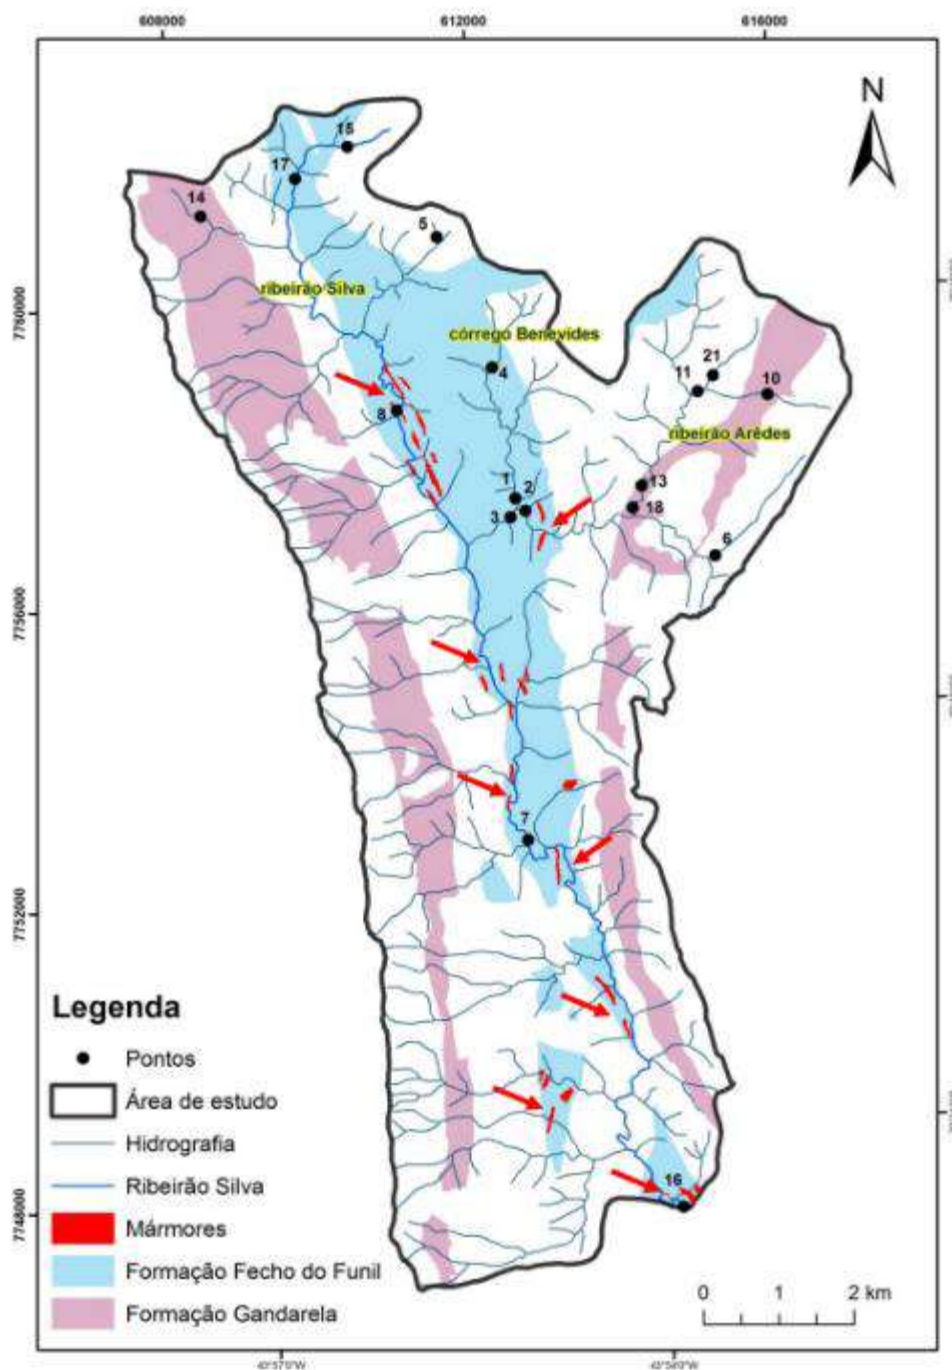 608000 612000 616000
N
15
17
14
5
ribeirão Silva
7760000
córrego Benevides
4
21
11
10
8
ribeirão Arêdes
13
1
2
18
3
6
7756000
7
7752000
Legenda
Pontos
Área de estudo
Hidrografia
Ribeirão Silva
16
Mármores
7748000
Formação Fecho do Funil
0 1 2 km
Formação Gandarela